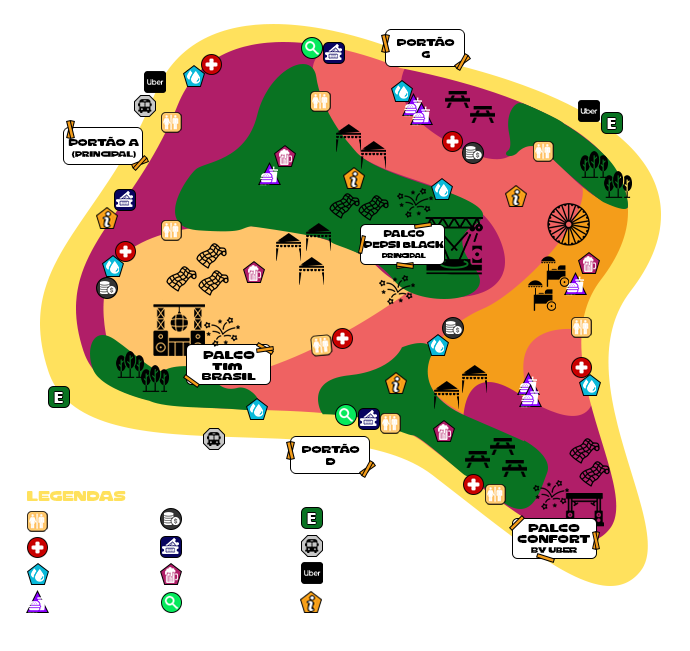 PORTÃO
G
Uber
Uber
E
PORTÃO A
(PRINCIPAL)
i
i
i
PALCO
PEPSI BLACK
PRINCIPAL
PALCO
TIM
BRASIL
i
E
PORTÃO
D
LEGENDAS
E
Uber
i
PALCO
CONFORT
BY UBER